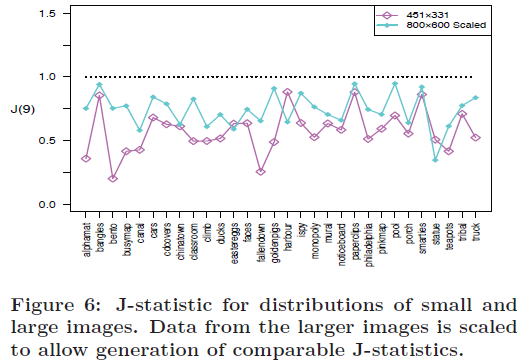 1.5
451×331
800×600 Scaled
1.0
J(9)
0.5
0.0
alphamat
bangles
bento
busymap
canal
cars
cdcovers
chinatown
classroom
climb
ducks
eastereggs
faces
fallendown
goldenpigs
harbour
ispy
monopoly
mural
noticeboard
paperclips
philadelphia
pinkmap
pool
porch
smarties
statue
teapots
tribal
truck
Figure 6: J-statistic for distributions of small and
large images. Data from the larger images is scaled
to allow generation of comparable J-statistics.